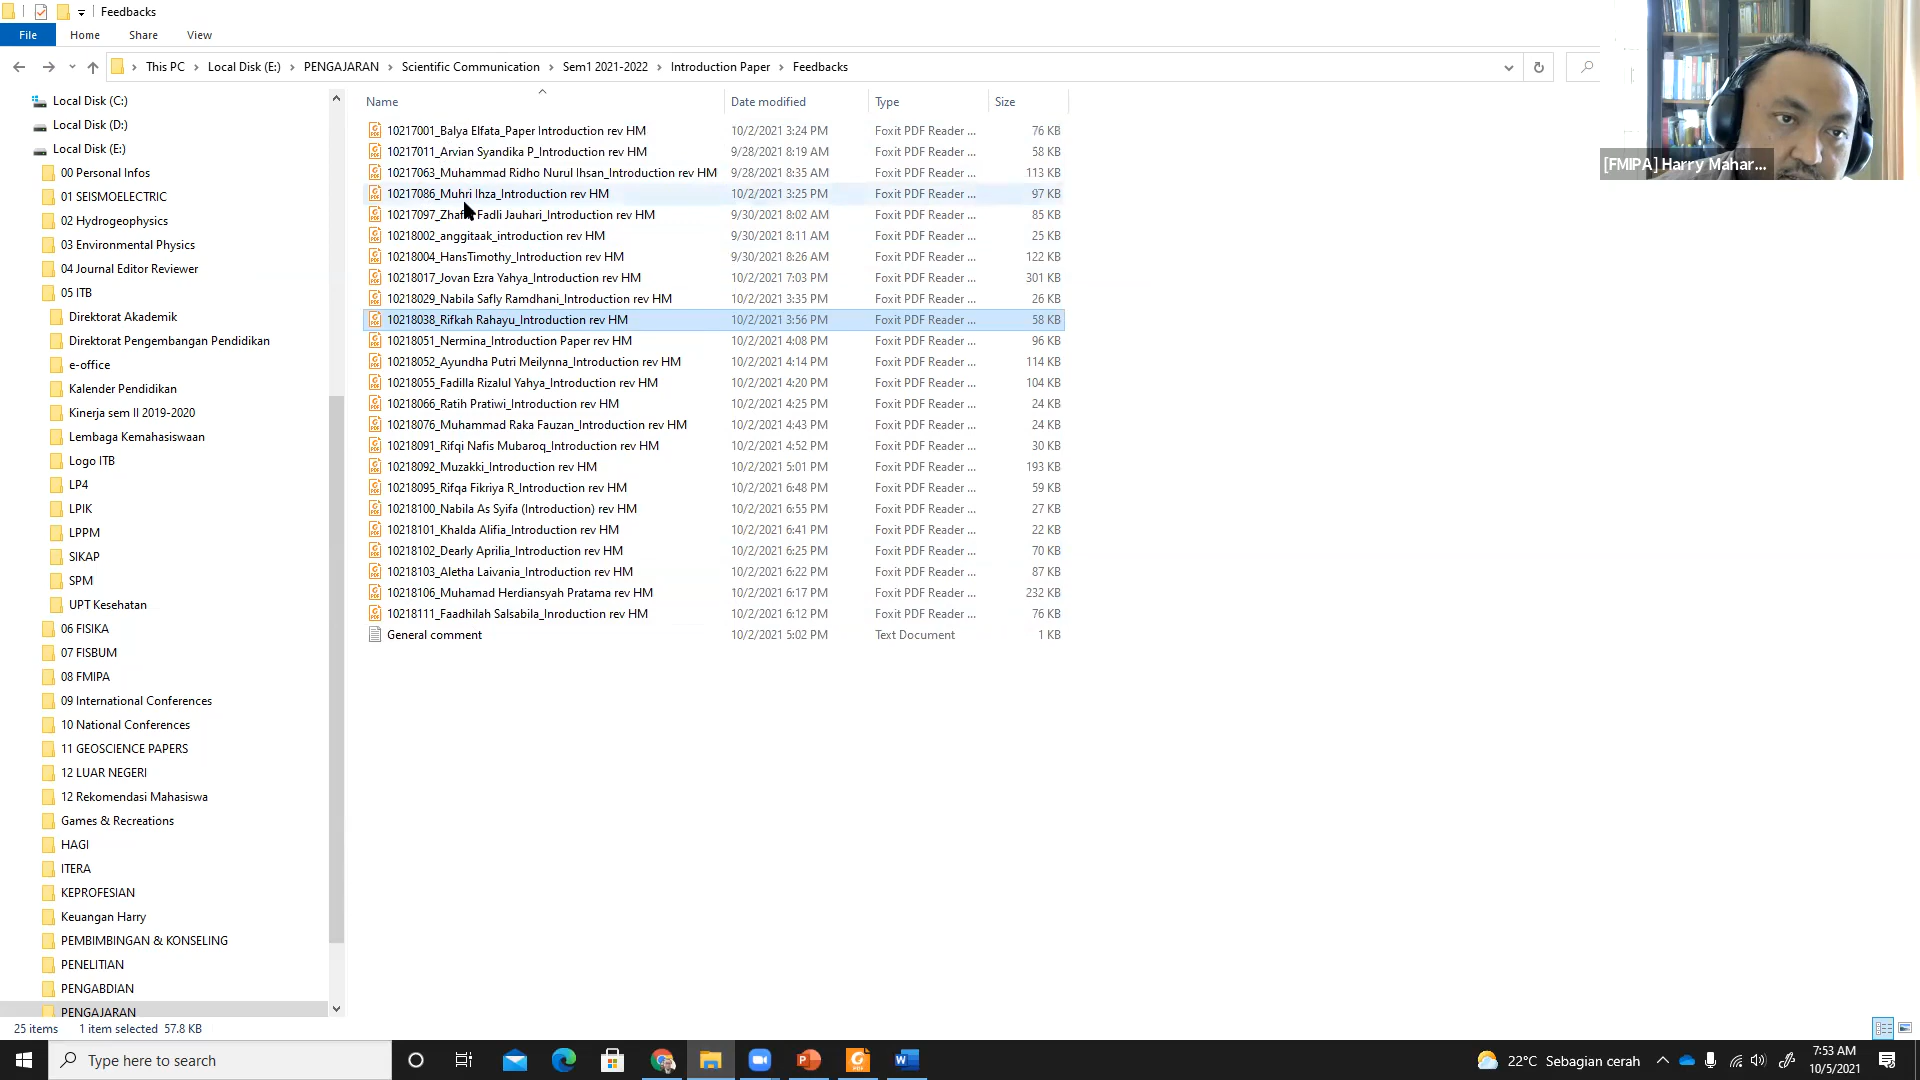 Feedbacks
File Home Share View
This PC Local Disk (E:) PENGAJARAN Scientific Communication Sem1 2021-2022 Introduction Paper Feedbacks
[FMIPA] Harry Mahar...
Local Disk (C:)
Local Disk (D:)
Local Disk (E:)
00 Personal Infos
01 SEISMOELECTRIC
02 Hydrogeophysics
03 Environmental Physics
04 Journal Editor Reviewer
05 ITB
Direktorat Akademik
Direktorat Pengembangan Pendidikan
e-office
Kalender Pendidikan
Kinerja sem II 2019-2020
Lembaga Kemahasiswaan
Logo ITB
LP4
LPIK
LPPM
SIKAP
SPM
UPT Kesehatan
06 FISIKA
07 FISBUM
08 FMIPA
09 International Conferences
10 National Conferences
11 GEOSCIENCE PAPERS
12 LUAR NEGERI
12 Rekomendasi Mahasiswa
Games & Recreations
HAGI
ITERA
KEPROFESIAN
Keuangan Harry
PEMBIMBINGAN & KONSELING
PENELITIAN
PENGABDIAN
PENGAJARAN
Name Date modified Type Size
10217001_Balya Elfata_Paper Introduction rev HM 10/2/2021 3:24 PM Foxit PDF Reader ... 76 KB
10217011_Arvian Syandika P_Introduction rev HM 9/28/2021 8:19 AM Foxit PDF Reader ... 58 KB
10217063_Muhammad Ridho Nurul Ihsan_Introduction rev HM 9/28/2021 8:35 AM Foxit PDF Reader ... 113 KB
10217086_Muhri Ihza_Introduction rev HM 10/2/2021 3:25 PM Foxit PDF Reader ... 97 KB
Fadli Jauhari_Introduction rev HM 9/30/2021 8:02 AM Foxit PDF Reader ... 85 KB
10218002_anggitaak_introduction rev HM 9/30/2021 8:11 AM Foxit PDF Reader ... 25 KB
10218004_HansTimothy_Introduction rev HM 9/30/2021 8:26 AM Foxit PDF Reader ... 122 KB
10218017_Jovan Ezra Yahya_Introduction rev HM 10/2/2021 7:03 PM Foxit PDF Reader ... 301 KB
10218029_Nabila Safly Ramdhani_Introduction rev HM 10/2/2021 3:35 PM Foxit PDF Reader ... 26 KB
10218038_Rifkah Rahayu_Introduction rev HM 10/2/2021 3:56 PM Foxit PDF Reader ... 58 KB
10218051_Nermina_Introduction Paper rev HM 10/2/2021 4:08 PM Foxit PDF Reader ... 96 KB
10218052_Ayundha Putri Meilynna_Introduction rev HM 10/2/2021 4:14 PM Foxit PDF Reader ... 114 KB
10218055_Fadilla Rizalul Yahya_Introduction rev HM 10/2/2021 4:20 PM Foxit PDF Reader ... 104 KB
10218066_Ratih Pratiwi_Introduction rev HM 10/2/2021 4:25 PM Foxit PDF Reader ... 24 KB
10218076_Muhammad Raka Fauzan_Introduction rev HM 10/2/2021 4:43 PM Foxit PDF Reader ... 24 KB
10218091_Rifqi Nafis Mubaroq_Introduction rev HM 10/2/2021 4:52 PM Foxit PDF Reader ... 30 KB
10218092_Muzakki_Introduction rev HM 10/2/2021 5:01 PM Foxit PDF Reader ... 193 KB
10218095_Rifqa Fikriya R_Introduction rev HM 10/2/2021 6:48 PM Foxit PDF Reader ... 59 KB
10218100_Nabila As Syifa (Introduction) rev HM 10/2/2021 6:55 PM Foxit PDF Reader ... 27 KB
10218101_Khalda Alifia_Introduction rev HM 10/2/2021 6:41 PM Foxit PDF Reader ... 22 KB
10218102_Dearly Aprilia_Introduction rev HM 10/2/2021 6:25 PM Foxit PDF Reader ... 70 KB
10218103_Aletha Laivania_Introduction rev HM 10/2/2021 6:22 PM Foxit PDF Reader ... 87 KB
10218106_Muhamad Herdiansyah Pratama rev HM 10/2/2021 6:17 PM Foxit PDF Reader ... 232 KB
10218111_Faadhilah Salsabila_Inroduction rev HM 10/2/2021 6:12 PM Foxit PDF Reader ... 76 KB
General comment 10/2/2021 5:02 PM Text Document 1 KB
25 items 1 item selected 57.8 KB
Type here to search
22°C Sebagian cerah
7:53 AM
10/5/2021